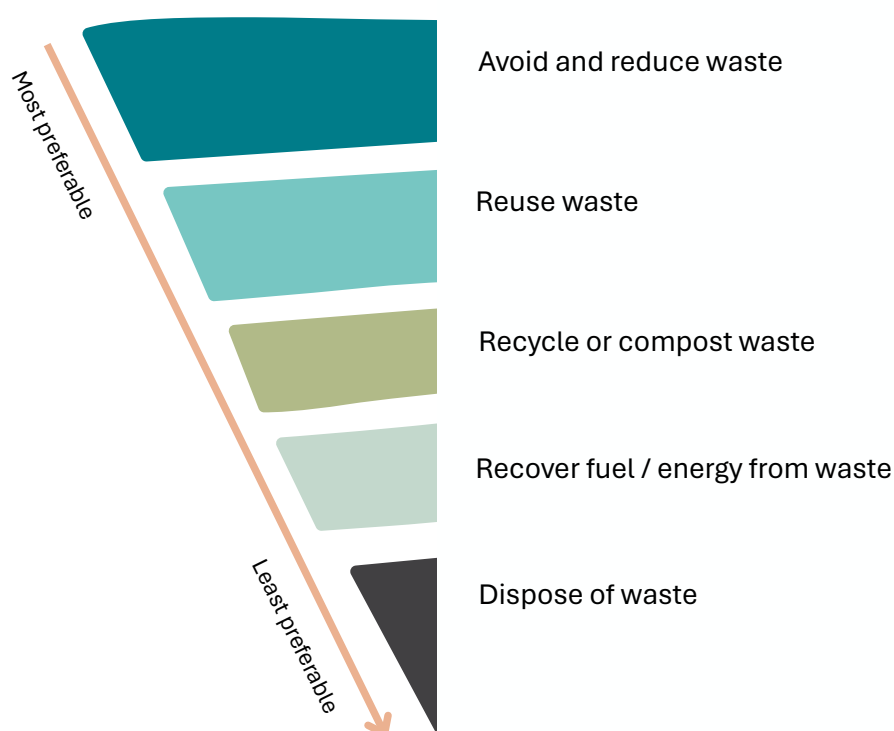 Avoid and reduce waste
Most preferable
Reuse waste
Recycle or compost waste
Recover fuel / energy from waste
Least preferable
Dispose of waste